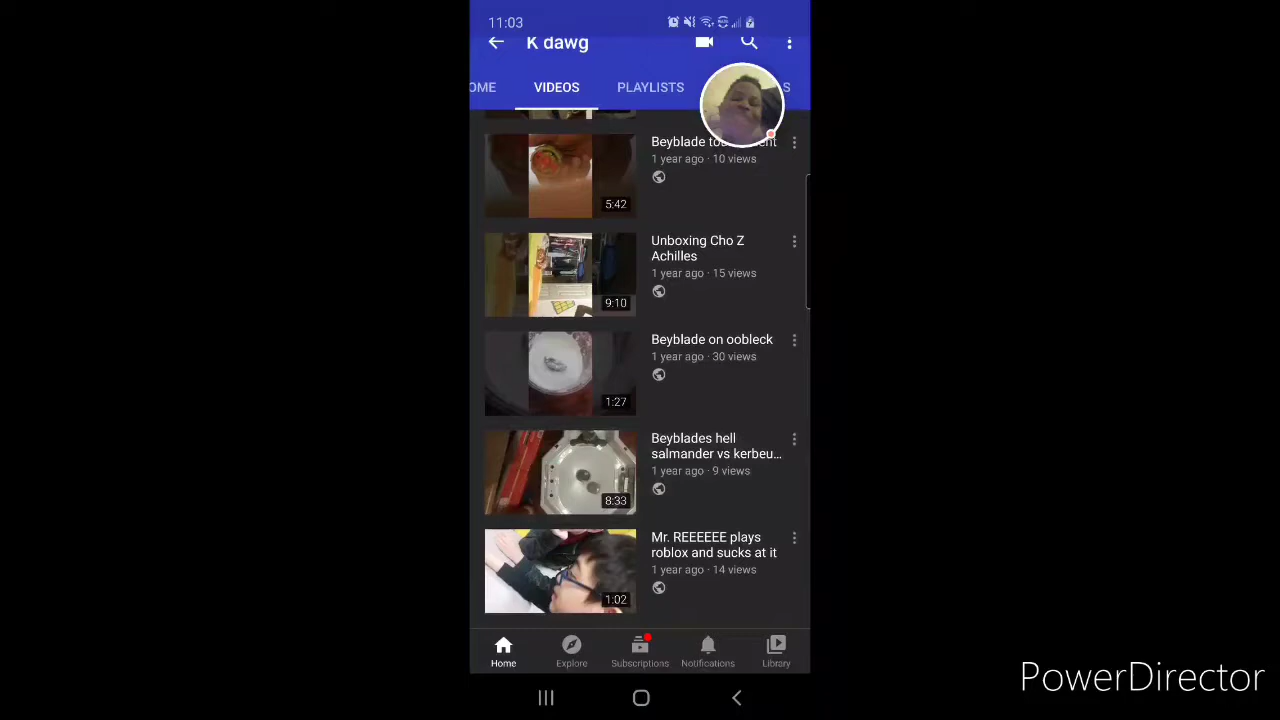 11:03
K dawg
OME
VIDEOS
PLAYLISTS
S
Beyblade
1 year ago · 10 views
5:42
Unboxing Cho Z
Achilles
1 year ago · 15 views
9:10
Beyblade on oobleck
1 year ago · 30 views
1:27
Beyblades hell
salmander vs kerbeu...
1 year ago · 9 views
8:33
Mr. REEEEEE plays
roblox and sucks at it
1 year ago · 14 views
1:02
Home
Explore
Subscriptions
Notifications
Library
PowerDirector